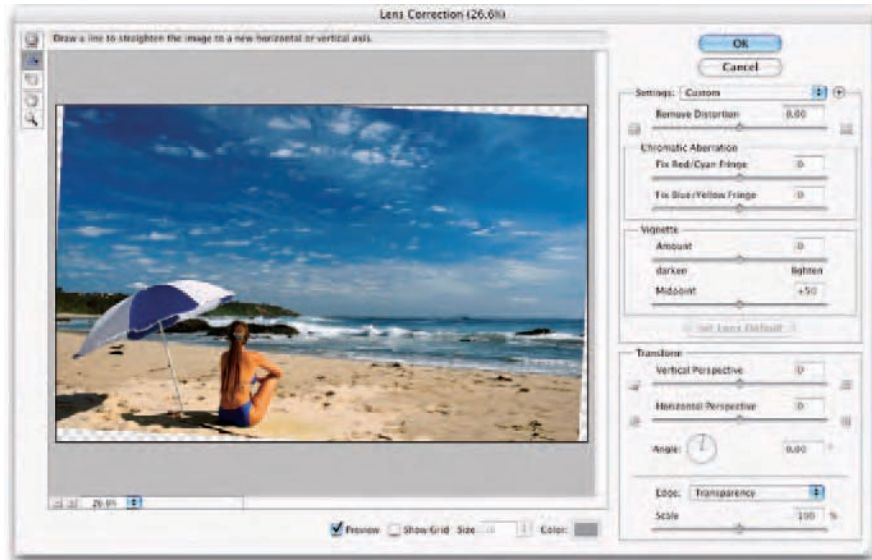 Lens Correction (26.6%)
Draw a line to straighten the image to a new horizontal or vertical axis.
OK
Cancel
Settings: Custom
Remove Distortion 0.00
Chromatic Aberration
Fix Red/Cyan Fringe 0
Fix Blue/Yellow Fringe 0
Vignette
Amount 0
darken lighten
Midpoint +50
Set Lens Default
Transform
Vertical Perspective 0
Horizontal Perspective 0
Angle: 0.00 °
Edge: Transparency
Scale 100 %
26.6%
Preview Show Grid Size Color: